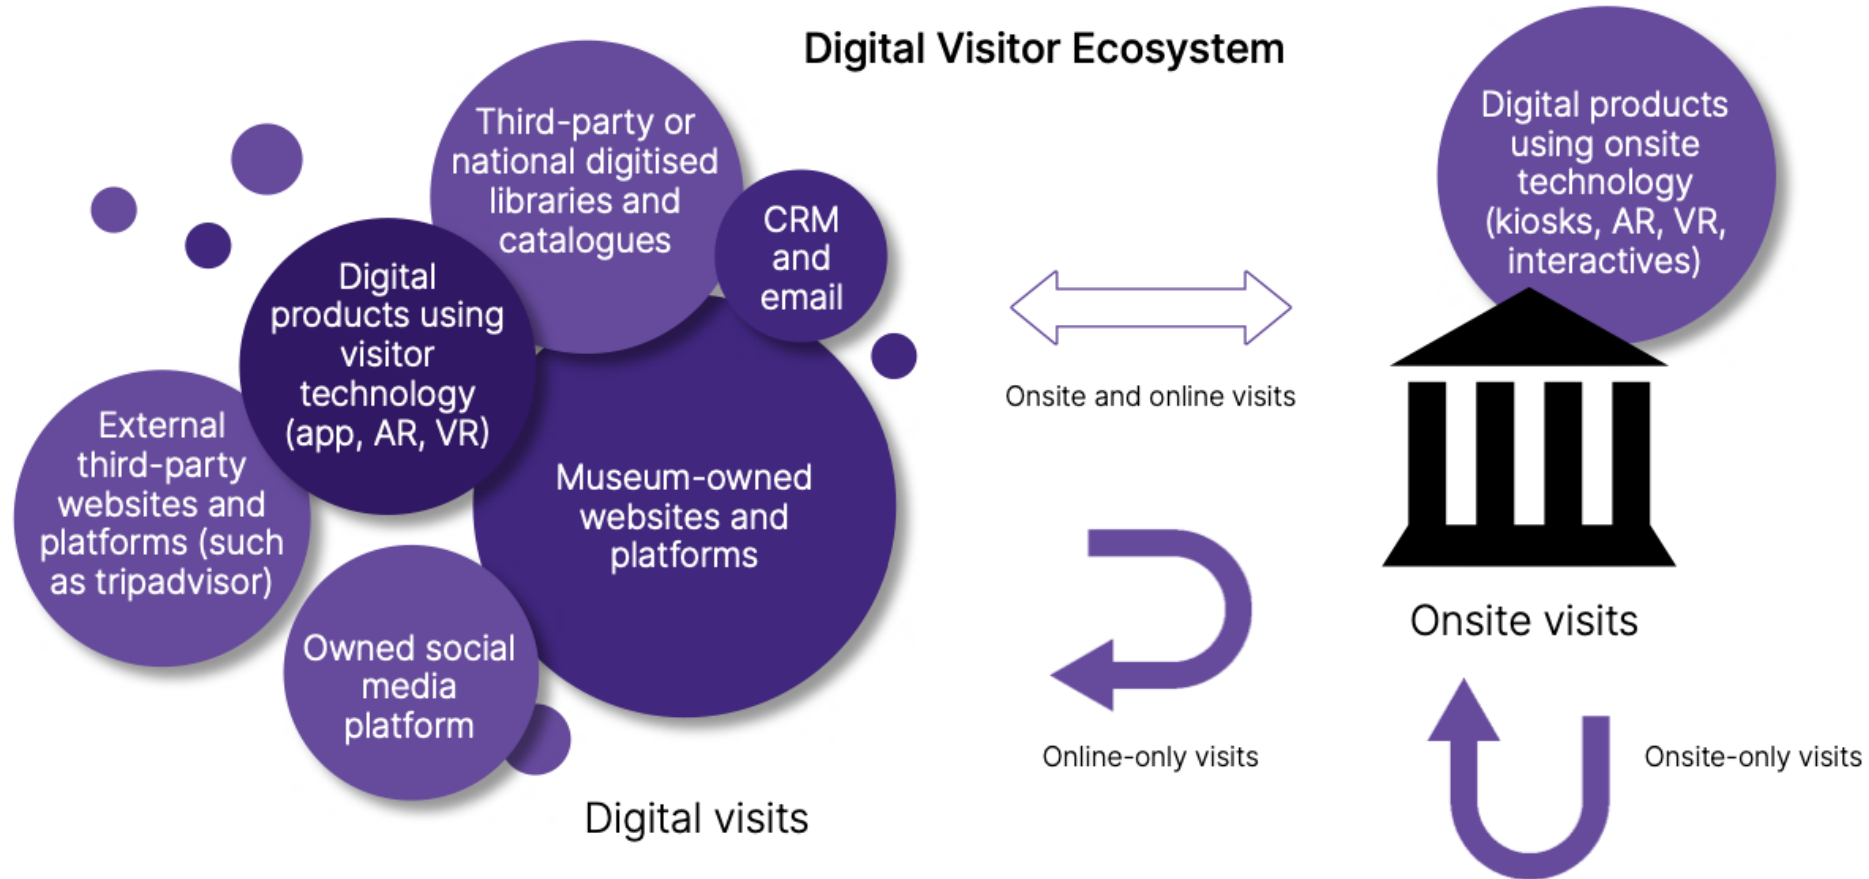 Digital Visitor Ecosystem
Third-party or
national digitised
libraries and
catalogues
CRM
and
email
Digital
products using
visitor
technology
(app, AR, VR)
External
third-party
websites and
platforms (such
as tripadvisor)
Museum-owned
websites and
platforms
Owned social
media
platform
Digital visits
Onsite and online visits
Online-only visits
Digital products
using onsite
technology
(kiosks, AR, VR,
interactives)
Onsite visits
Onsite-only visits